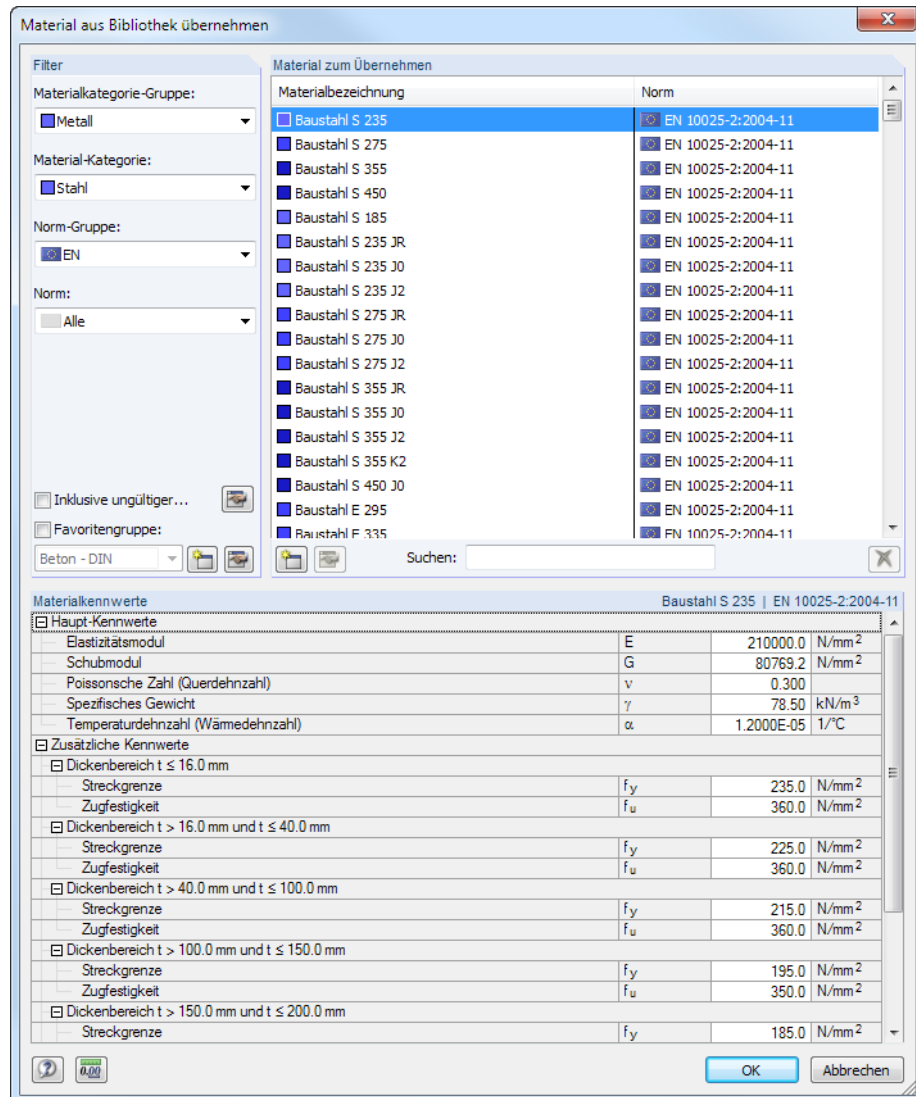 Material aus Bibliothek übernehmen
Filter
Materialkategorie-Gruppe:
Metall
Material-Kategorie:
Stahl
Norm-Gruppe:
EN
Norm:
Alle
Inklusive ungültiger...
Favoritengruppe:
Beton - DIN
Material zum Übernehmen
Materialbezeichnung Norm
Baustahl S 235 EN 10025-2:2004-11
Baustahl S 275 EN 10025-2:2004-11
Baustahl S 355 EN 10025-2:2004-11
Baustahl S 450 EN 10025-2:2004-11
Baustahl S 185 EN 10025-2:2004-11
Baustahl S 235 JR EN 10025-2:2004-11
Baustahl S 235 J0 EN 10025-2:2004-11
Baustahl S 235 J2 EN 10025-2:2004-11
Baustahl S 275 JR EN 10025-2:2004-11
Baustahl S 275 J0 EN 10025-2:2004-11
Baustahl S 275 J2 EN 10025-2:2004-11
Baustahl S 355 JR EN 10025-2:2004-11
Baustahl S 355 J0 EN 10025-2:2004-11
Baustahl S 355 J2 EN 10025-2:2004-11
Baustahl S 355 K2 EN 10025-2:2004-11
Baustahl S 450 J0 EN 10025-2:2004-11
Baustahl E 295 EN 10025-2:2004-11
Baustahl E 335 EN 10025-2:2004-11
Suchen:
Materialkennwerte Baustahl S 235 | EN 10025-2:2004-11
Haupt-Kennwerte
Elastizitätsmodul E 210000.0 N/mm²
Schubmodul G 80769.2 N/mm²
Poissonsche Zahl (Querdehnzahl) ν 0.300
Spezifisches Gewicht γ 78.50 kN/m³
Temperaturdehnzahl (Wärmedehnzahl) α 1.2000E-05 1/°C
Zusätzliche Kennwerte
Dickenbereich t ≤ 16.0 mm
Streckgrenze fy 235.0 N/mm²
Zugfestigkeit fu 360.0 N/mm²
Dickenbereich t > 16.0 mm und t ≤ 40.0 mm
Streckgrenze fy 225.0 N/mm²
Zugfestigkeit fu 360.0 N/mm²
Dickenbereich t > 40.0 mm und t ≤ 100.0 mm
Streckgrenze fy 215.0 N/mm²
Zugfestigkeit fu 360.0 N/mm²
Dickenbereich t > 100.0 mm und t ≤ 150.0 mm
Streckgrenze fy 195.0 N/mm²
Zugfestigkeit fu 350.0 N/mm²
Dickenbereich t > 150.0 mm und t ≤ 200.0 mm
Streckgrenze fy 185.0 N/mm²
0.00
OK Abbrechen